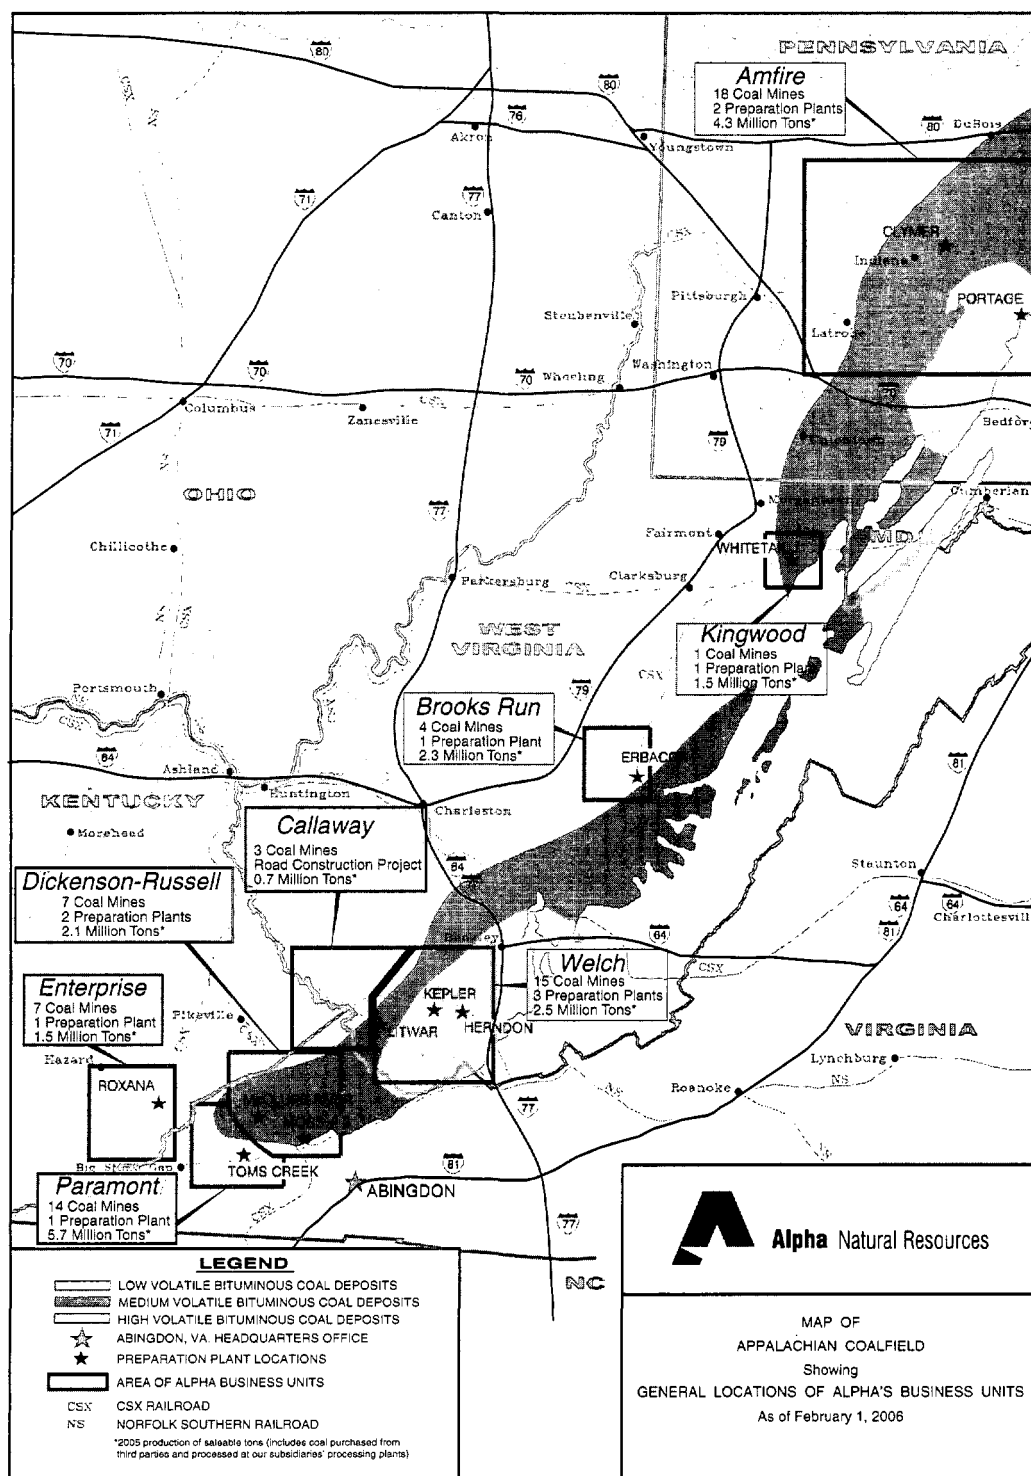 PENNSYLVANIA
80
80
Amfire
18 Coal Mines
2 Preparation Plants
4.3 Million Tons*
CSX
NS
76
Akron
80
DuBois
Youngstown
71
77
Canton
CSX
CLYMER
Indiana
Pittsburgh
PORTAGE
Steubenville
Latrobe
70
70
70
Wheeling
Washington
Columbus
CSX
Zanesville
71
79
Bedford
NS
OHIO
77
Cumberland
Fairmont
MD
Chillicothe
WHITETA
Clarksburg
Parkersburg
CSX
NS
CSX
WEST
VIRGINIA
Kingwood
1 Coal Mines
1 Preparation Plant
1.5 Million Tons*
CSX
Portsmouth
CSX
79
Brooks Run
4 Coal Mines
1 Preparation Plant
2.3 Million Tons*
64
Ashland
ERBACO
81
KENTUCKY
Huntington
Charleston
Morehead
Callaway
3 Coal Mines
Road Construction Project
0.7 Million Tons*
64
Staunton
Dickenson-Russell
7 Coal Mines
2 Preparation Plants
2.1 Million Tons*
64
64
Charlottesvill
81
64
CSX
Welch
15 Coal Mines
3 Preparation Plants
2.5 Million Tons*
Enterprise
7 Coal Mines
1 Preparation Plant
1.5 Million Tons*
Pikeville
KEPLER
LITWAR
HERNDON
VIRGINIA
Hazard
Lynchburg
ROXANA
Roanoke
NS
77
TOMS CREEK
81
ABINGDON
Paramont
14 Coal Mines
1 Preparation Plant
5.7 Million Tons*
77
NC
LEGEND
LOW VOLATILE BITUMINOUS COAL DEPOSITS
MEDIUM VOLATILE BITUMINOUS COAL DEPOSITS
HIGH VOLATILE BITUMINOUS COAL DEPOSITS
ABINGDON, VA. HEADQUARTERS OFFICE
PREPARATION PLANT LOCATIONS
AREA OF ALPHA BUSINESS UNITS
CSX CSX RAILROAD
NS NORFOLK SOUTHERN RAILROAD
*2005 production of saleable tons (includes coal purchased from
third parties and processed at our subsidiaries' processing plants)
Alpha Natural Resources
MAP OF
APPALACHIAN COALFIELD
Showing
GENERAL LOCATIONS OF ALPHA'S BUSINESS UNITS
As of February 1, 2006